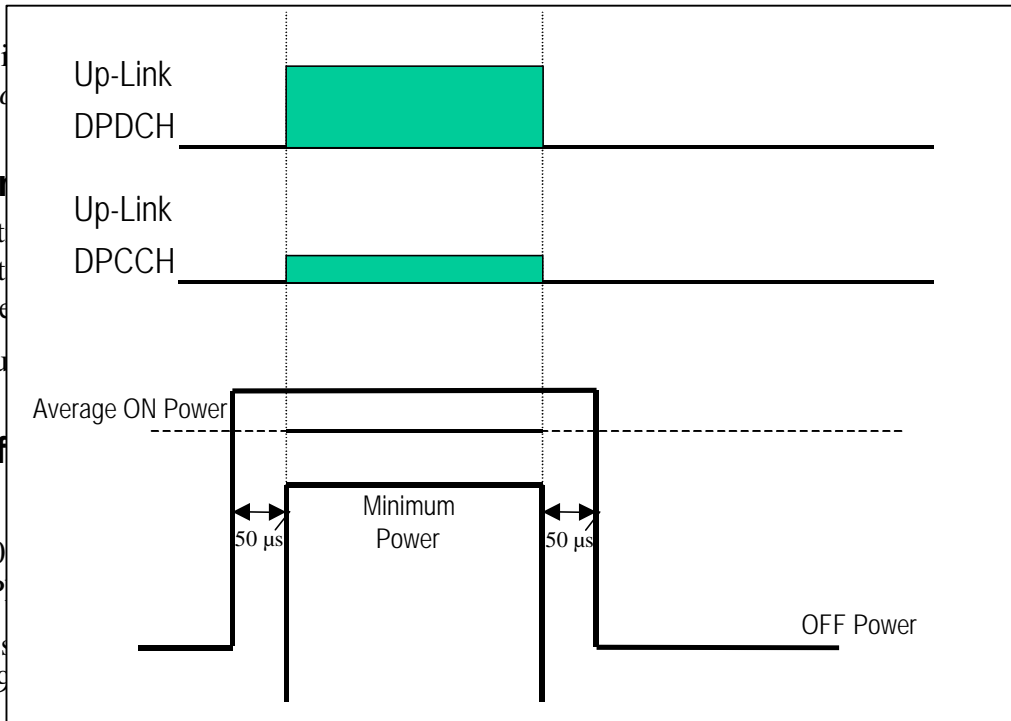 Up-Link
DPDCH
Up-Link
DPCCH
Average ON Power
Minimum
Power
50 µs
50 µs
OFF Power